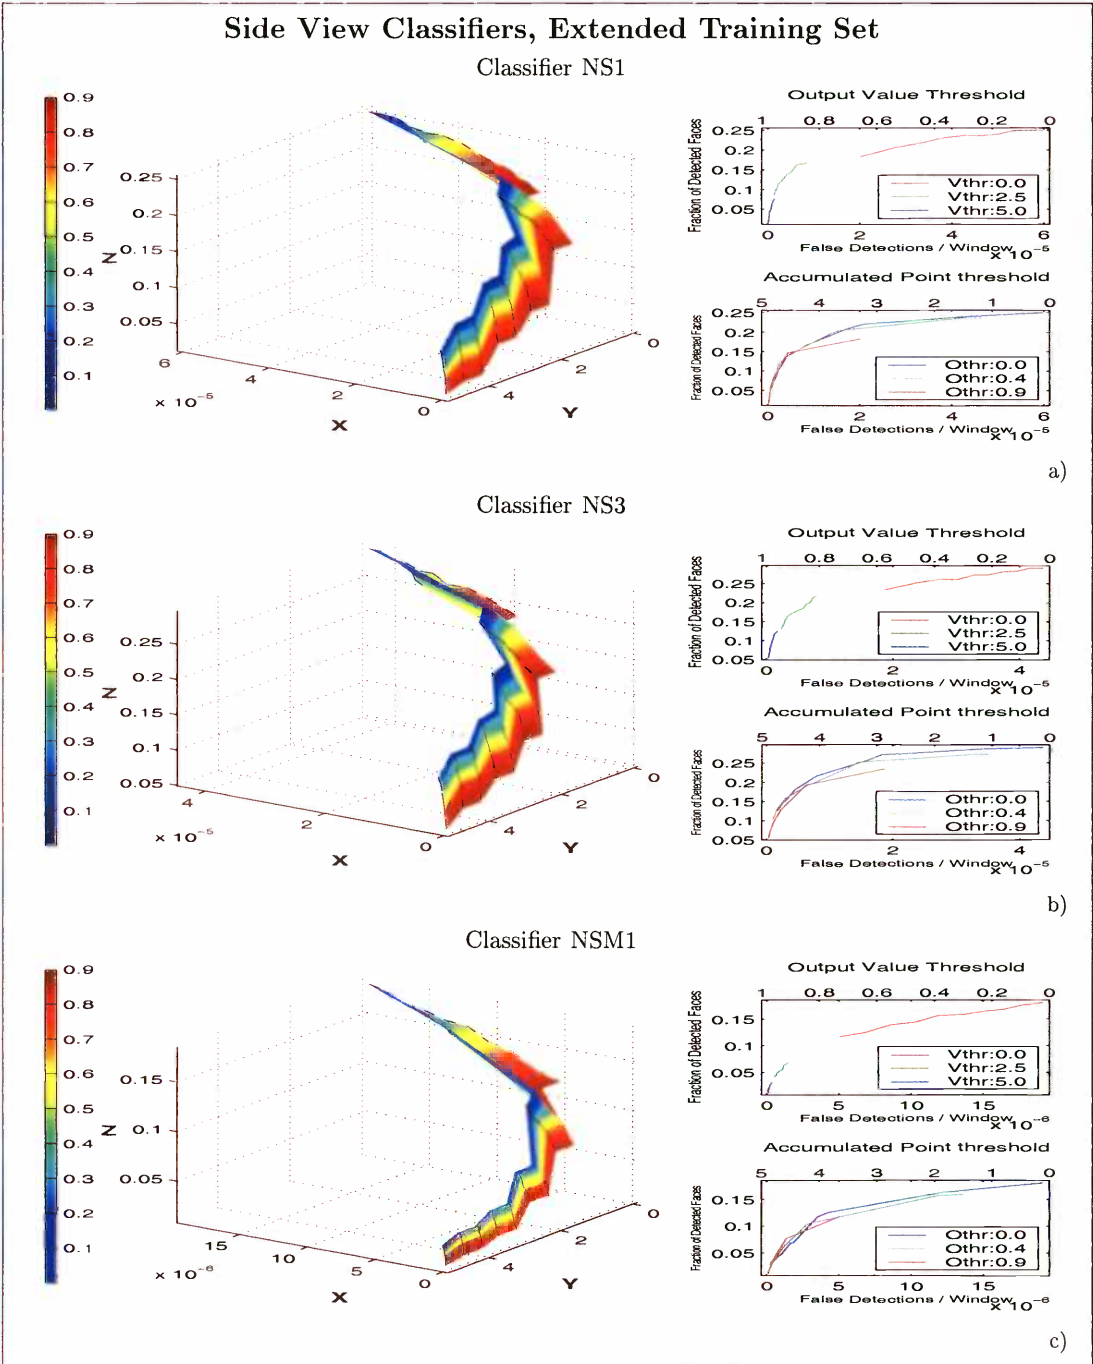 Side View Classifiers, Extended Training Set
Classifier NS1
0.9
0.8
0.7
0.6
0.5
0.4
0.3
0.2
0.1
0.25
0.2
0.15
0.1
0.05
N
6
4
2
0
x 10⁻⁵
X
4
2
0
Y
Output Value Threshold
1 0.8 0.6 0.4 0.2 0
Fraction of Detected Faces
0.25
0.2
0.15
0.1
0.05
Vthr:0.0
Vthr:2.5
Vthr:5.0
0 2 4 6
False Detections / Window
x 10⁻⁵
Accumulated Point threshold
5 4 3 2 1 0
Fraction of Detected Faces
0.25
0.2
0.15
0.1
0.05
Othr:0.0
Othr:0.4
Othr:0.9
0 2 4 6
False Detections / Window
x 10⁻⁵
a)
Classifier NS3
0.9
0.8
0.7
0.6
0.5
0.4
0.3
0.2
0.1
0.25
0.2
0.15
0.1
0.05
N
4
2
0
x 10⁻⁵
X
4
2
0
Y
Output Value Threshold
1 0.8 0.6 0.4 0.2 0
Fraction of Detected Faces
0.25
0.2
0.15
0.1
0.05
Vthr:0.0
Vthr:2.5
Vthr:5.0
0 2 4
False Detections / Window
x 10⁻⁵
Accumulated Point threshold
5 4 3 2 1 0
Fraction of Detected Faces
0.25
0.2
0.15
0.1
0.05
Othr:0.0
Othr:0.4
Othr:0.9
0 2 4
False Detections / Window
x 10⁻⁵
b)
Classifier NSM1
0.9
0.8
0.7
0.6
0.5
0.4
0.3
0.2
0.1
0.15
0.1
0.05
N
15
10
5
0
x 10⁻⁶
X
4
2
0
Y
Output Value Threshold
1 0.8 0.6 0.4 0.2 0
Fraction of Detected Faces
0.15
0.1
0.05
Vthr:0.0
Vthr:2.5
Vthr:5.0
0 5 10 15
False Detections / Window
x 10⁻⁶
Accumulated Point threshold
5 4 3 2 1 0
Fraction of Detected Faces
0.15
0.1
0.05
Othr:0.0
Othr:0.4
Othr:0.9
0 5 10 15
False Detections / Window
x 10⁻⁶
c)